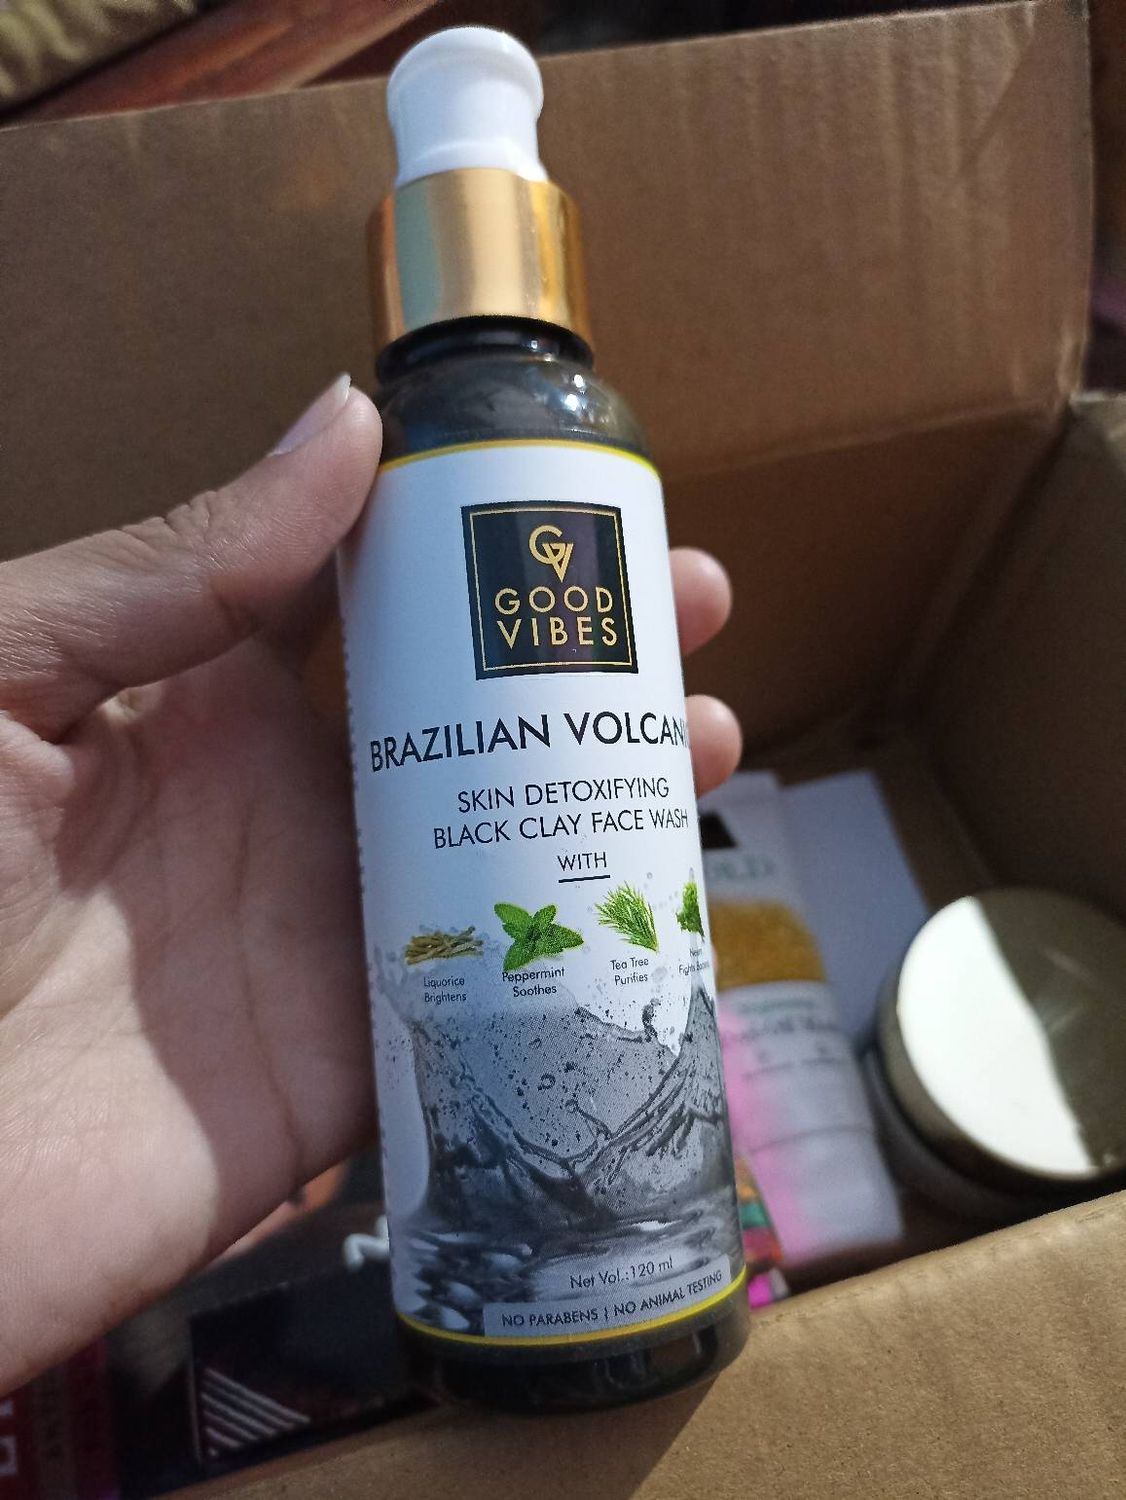 GV
GOOD
VIBES
BRAZILIAN VOLCANI
SKIN DETOXIFYING
BLACK CLAY FACE WASH
WITH
Liquorice
Brightens
Peppermint
Soothes
Tea Tree
Purifies
Net Vol.:120 ml
NO PARABENS | NO ANIMAL TESTING